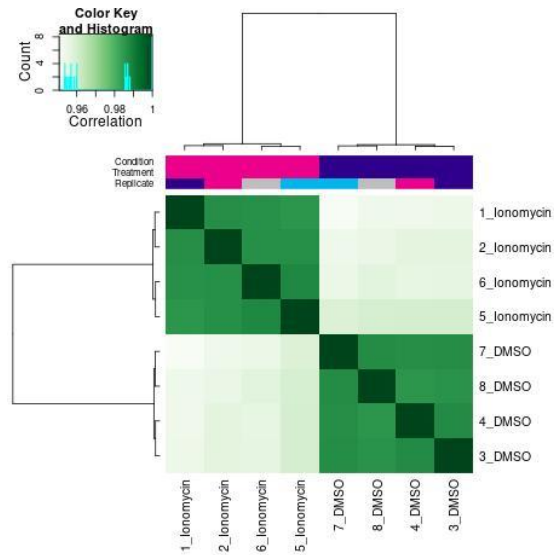 Color Key
and Histogram
Count
0 4 8
0.96 0.98 1
Correlation
Condition
Treatment
Replicate
1_Ionomycin
2_Ionomycin
6_Ionomycin
5_Ionomycin
7_DMSO
8_DMSO
4_DMSO
3_DMSO
1_Ionomycin
2_Ionomycin
6_Ionomycin
5_Ionomycin
7_DMSO
8_DMSO
4_DMSO
3_DMSO